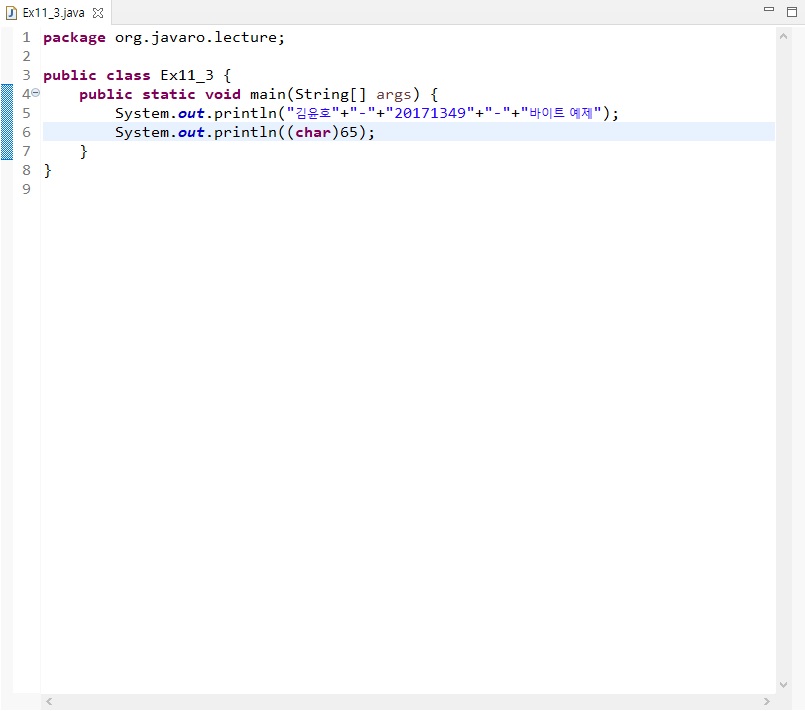 Ex11_3.java
1 package org.javaro.lecture;
2
3 public class Ex11_3 {
4 public static void main(String[] args) {
5 System.out.println("김윤호"+"-"+"20171349"+"-"+"바이트 예제");
6 System.out.println((char)65);
7 }
8 }
9